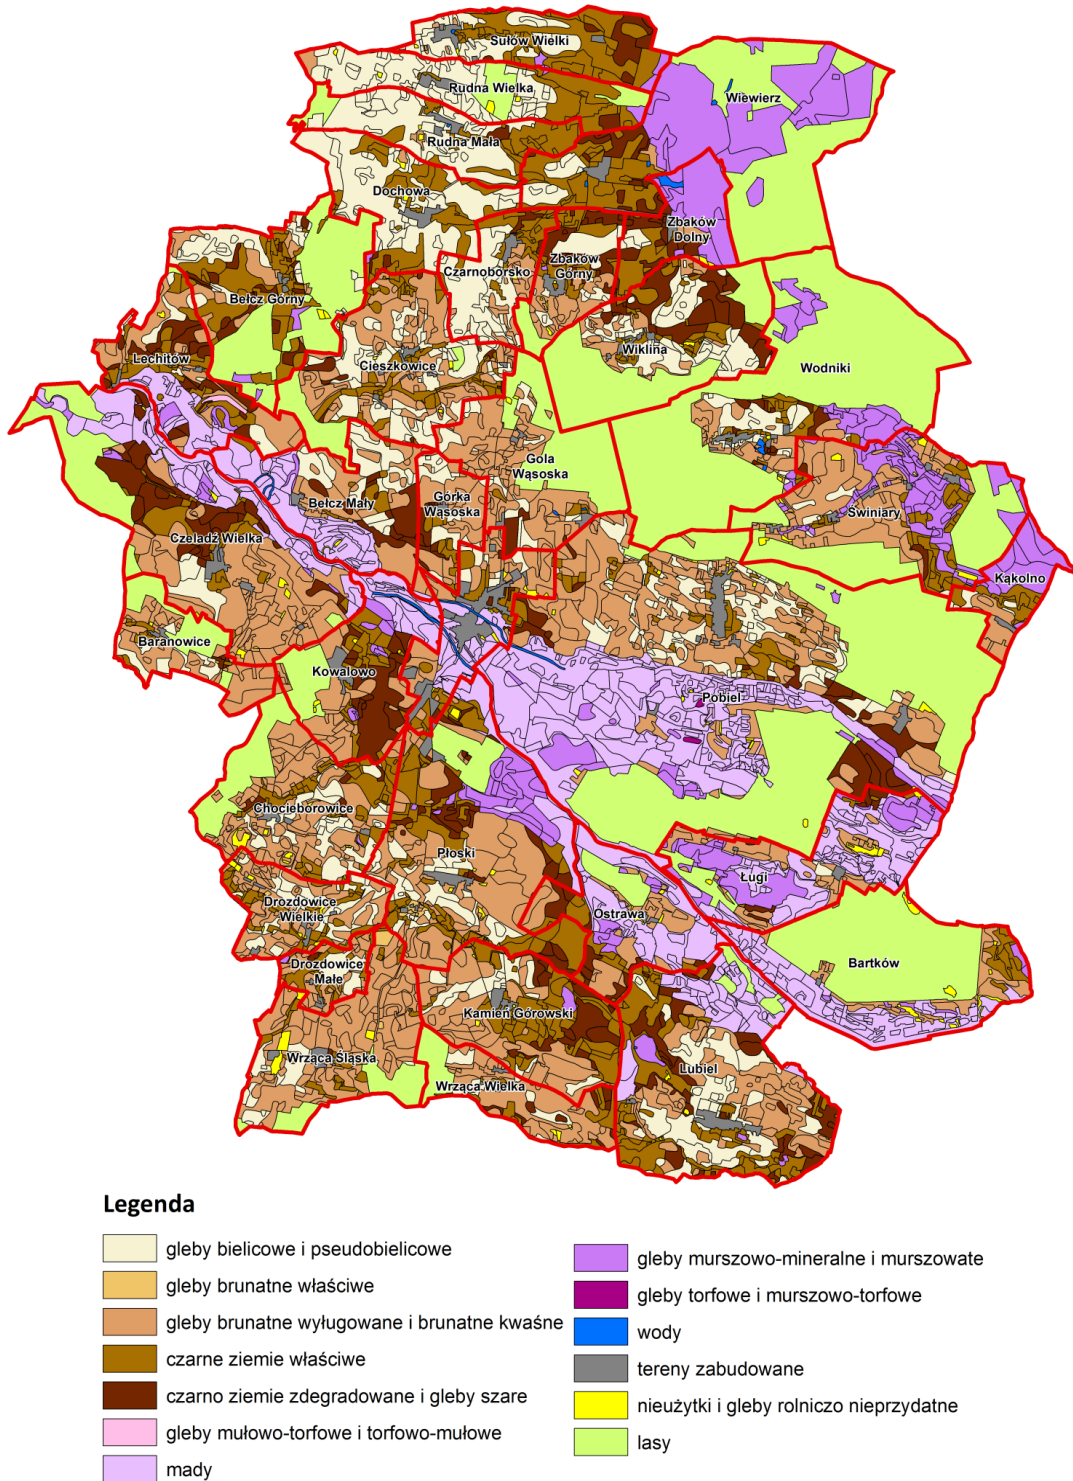 Sułów Wielki
Rudna Wielka
Wiewierz
Rudna Mała
Dochowa
Zbaków
Dolny
Czarnoborsko
Zbaków
Górny
Bełcz Górny
Lechitów
Cieszkowice
Wiklina
Wodniki
Gola
Wąsoska
Górka
Wąsoska
Bełcz Mały
Świniary
Czeladź Wielka
Kąkolno
Baranowice
Kowalowo
Pobiel
Chocieborowice
Płoski
Ługi
Drozdowice
Wielkie
Ostrawa
Drozdowice
Małe
Bartków
Kamień Górowski
Wrząca Śląska
Lubiel
Wrząca Wielka
Legenda
gleby bielicowe i pseudobielicowe
gleby brunatne właściwe
gleby brunatne wyługowane i brunatne kwaśne
czarne ziemie właściwe
czarno ziemie zdegradowane i gleby szare
gleby mułowo-torfowe i torfowo-mułowe
mady
gleby murszowo-mineralne i murszowate
gleby torfowe i murszowo-torfowe
wody
tereny zabudowane
nieużytki i gleby rolniczo nieprzydatne
lasy